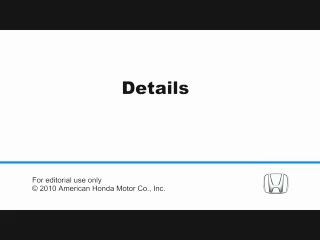 Details
For editorial use only
© 2010 American Honda Motor Co., Inc.